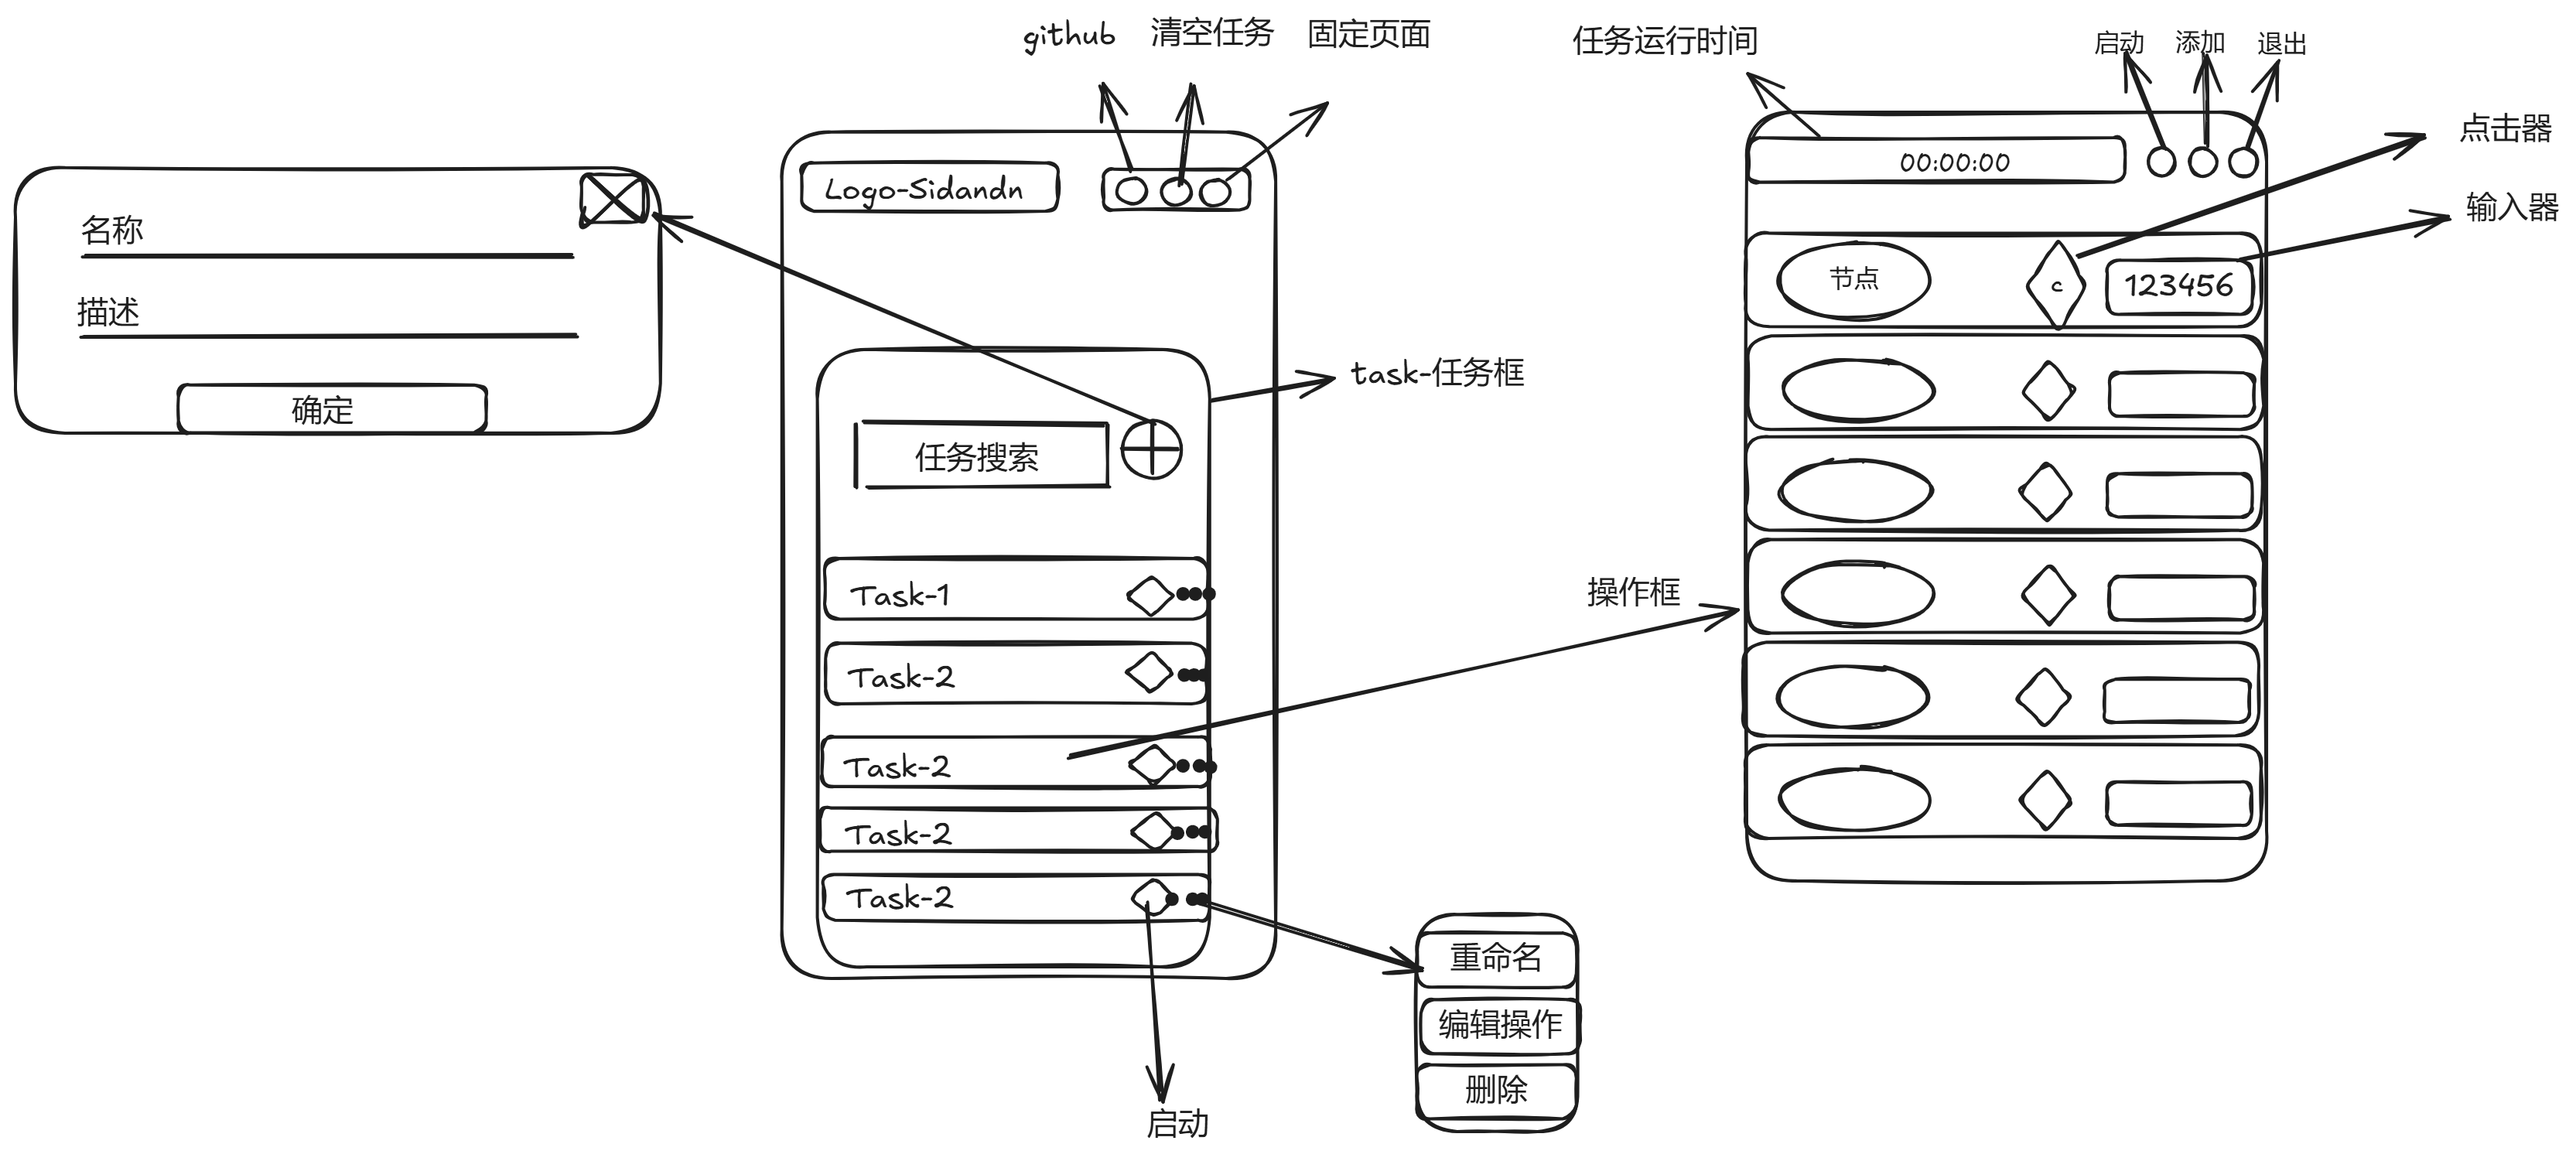 github
清空任务
固定页面
任务运行时间
启动
添加
退出
点击器
输入器
00:00:00
Logo-Sidandn
名称
描述
确定
节点
c
123456
task-任务框
任务搜索
Task-1
操作框
Task-2
Task-2
Task-2
Task-2
重命名
编辑操作
删除
启动